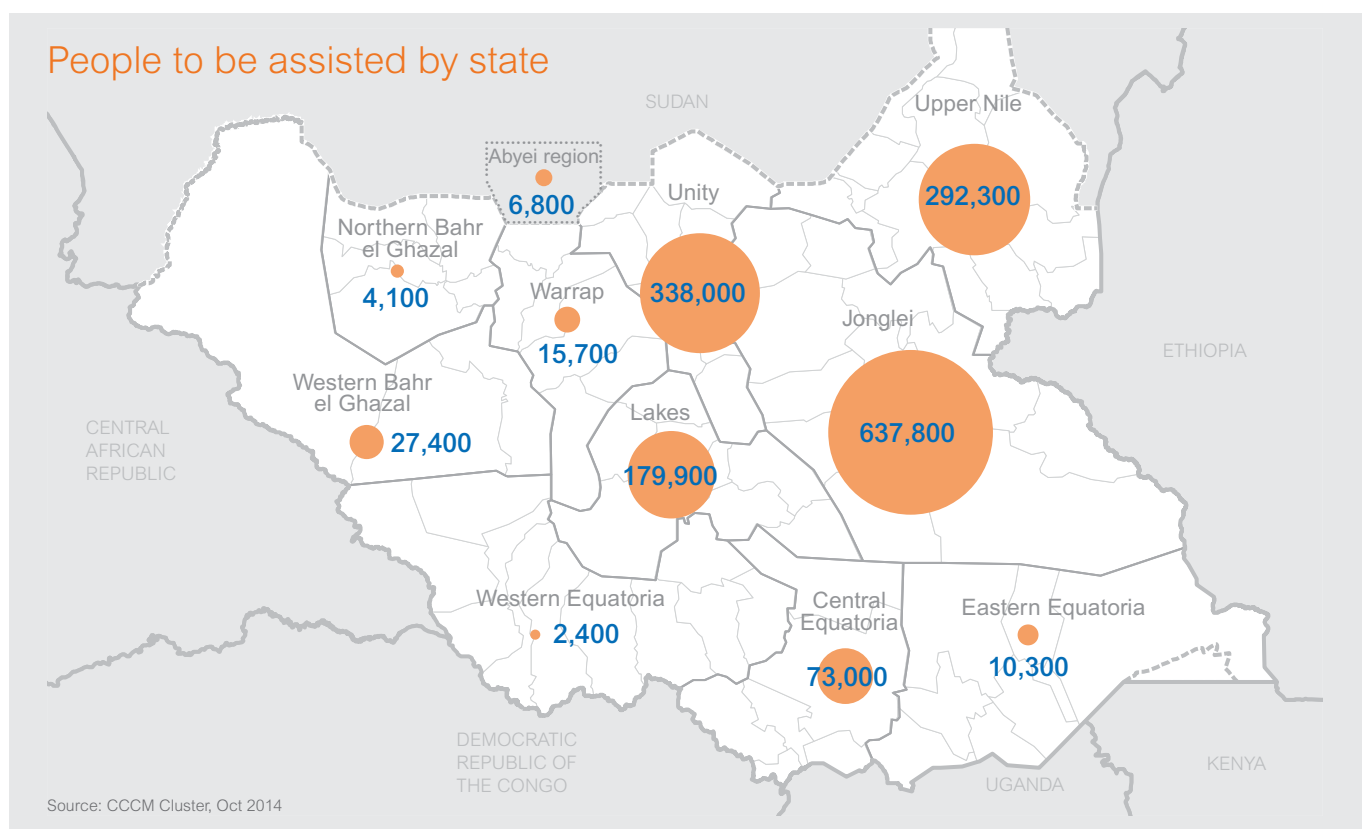 People to be assisted by state
SUDAN
Upper Nile
292,300
Abyei region
6,800
Unity
338,000
Northern Bahr
el Ghazal
4,100
Warrap
15,700
Jonglei
637,800
ETHIOPIA
Western Bahr
el Ghazal
27,400
Lakes
179,900
CENTRAL
AFRICAN
REPUBLIC
Western Equatoria
2,400
Central
Equatoria
73,000
Eastern Equatoria
10,300
DEMOCRATIC
REPUBLIC OF
THE CONGO
UGANDA
KENYA
Source: CCCM Cluster, Oct 2014